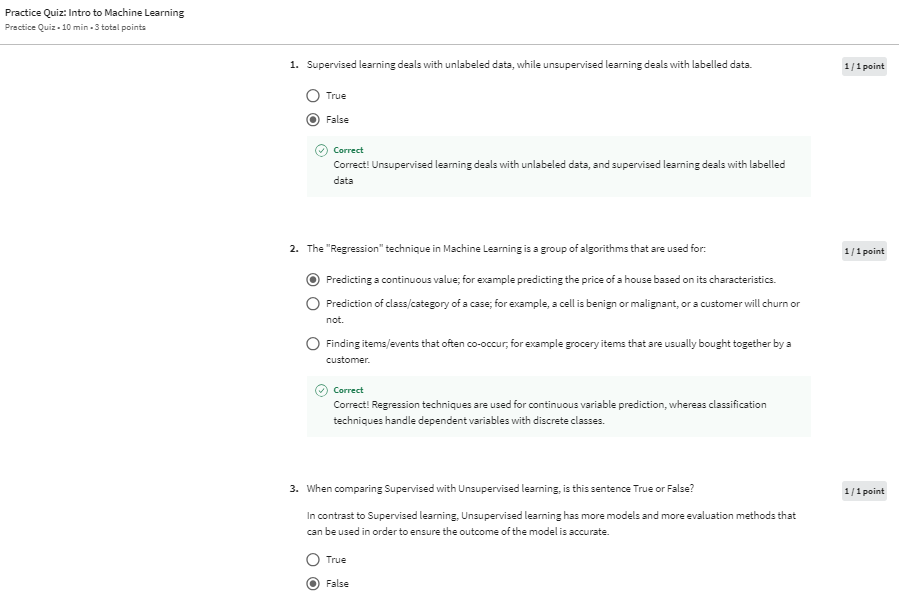 Practice Quiz: Intro to Machine Learning
Practice Quiz • 10 min • 3 total points
1. Supervised learning deals with unlabeled data, while unsupervised learning deals with labelled data.
1 / 1 point
True
False
Correct
Correct! Unsupervised learning deals with unlabeled data, and supervised learning deals with labelled
data
2. The "Regression" technique in Machine Learning is a group of algorithms that are used for:
1 / 1 point
Predicting a continuous value; for example predicting the price of a house based on its characteristics.
Prediction of class/category of a case; for example, a cell is benign or malignant, or a customer will churn or
not.
Finding items/events that often co-occur; for example grocery items that are usually bought together by a
customer.
Correct
Correct! Regression techniques are used for continuous variable prediction, whereas classification
techniques handle dependent variables with discrete classes.
3. When comparing Supervised with Unsupervised learning, is this sentence True or False?
1 / 1 point
In contrast to Supervised learning, Unsupervised learning has more models and more evaluation methods that
can be used in order to ensure the outcome of the model is accurate.
True
False